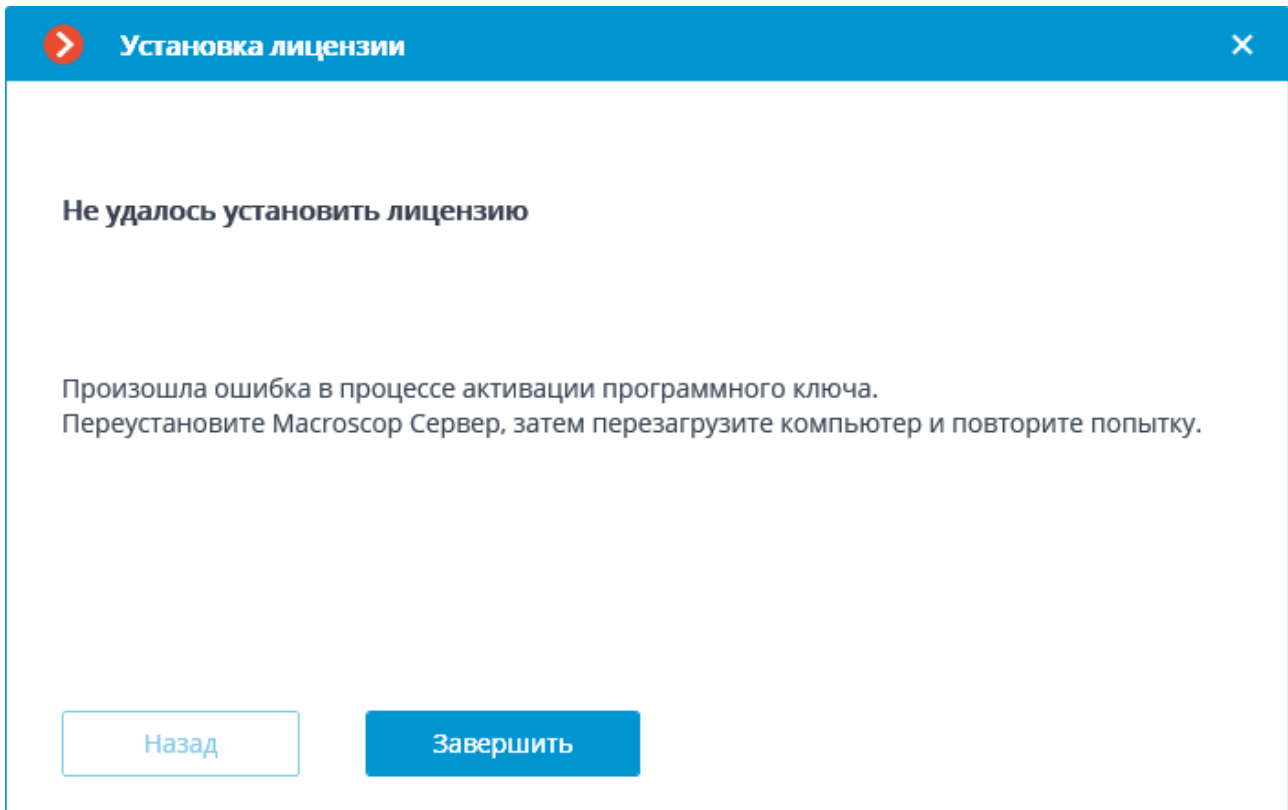 Установка лицензии
Не удалось установить лицензию
Произошла ошибка в процессе активации программного ключа.
Переустановите Macroscop Сервер, затем перезагрузите компьютер и повторите попытку.
Назад
Завершить